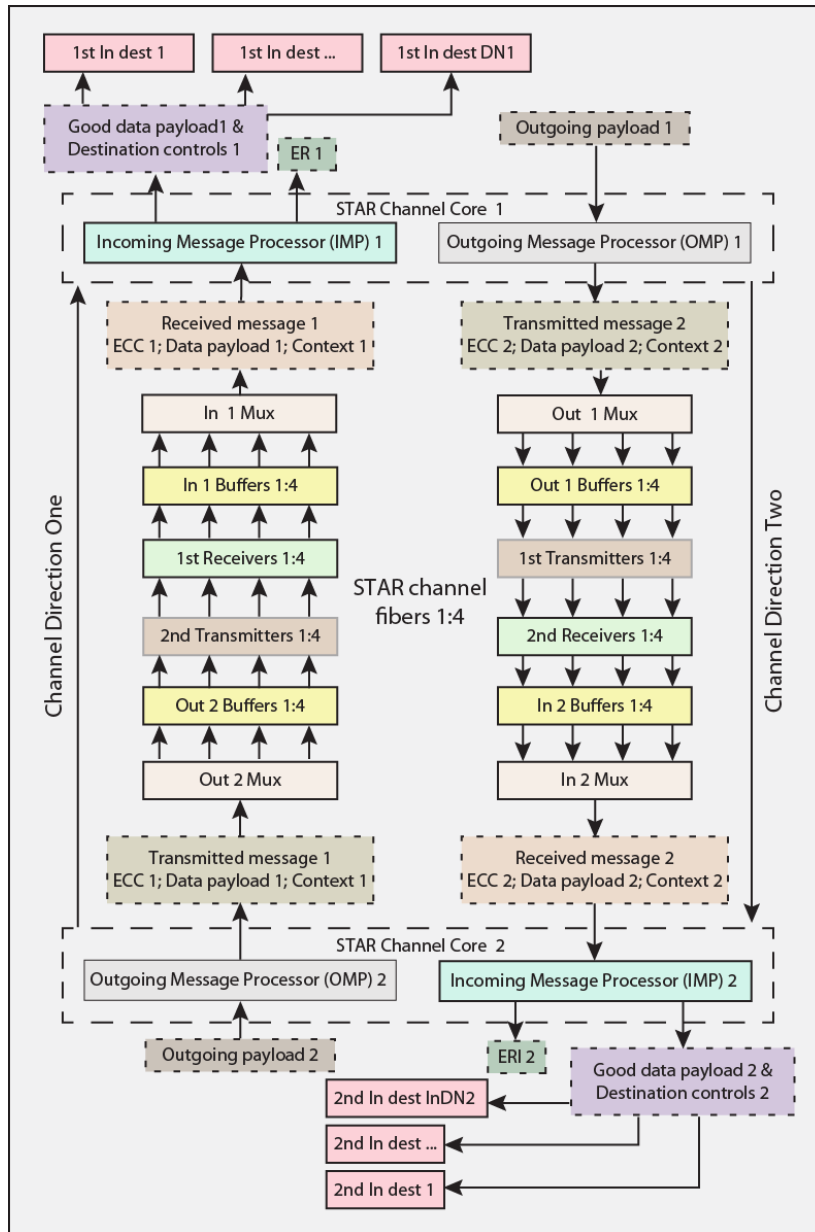 1st In dest 1
1st In dest ...
1st In dest DN1
Good data payload1 &
Destination controls 1
ER 1
Outgoing payload 1
STAR Channel Core 1
Incoming Message Processor (IMP) 1
Outgoing Message Processor (OMP) 1
Received message 1
ECC 1; Data payload 1; Context 1
Transmitted message 2
ECC 2; Data payload 2; Context 2
In 1 Mux
Out 1 Mux
In 1 Buffers 1:4
Out 1 Buffers 1:4
1st Receivers 1:4
1st Transmitters 1:4
Channel Direction One
STAR channel
fibers 1:4
Channel Direction Two
2nd Transmitters 1:4
2nd Receivers 1:4
Out 2 Buffers 1:4
In 2 Buffers 1:4
Out 2 Mux
In 2 Mux
Transmitted message 1
ECC 1; Data payload 1; Context 1
Received message 2
ECC 2; Data payload 2; Context 2
STAR Channel Core 2
Outgoing Message Processor (OMP) 2
Incoming Message Processor (IMP) 2
Outgoing payload 2
ERI 2
Good data payload 2 &
Destination controls 2
2nd In dest InDN2
2nd In dest ...
2nd In dest 1